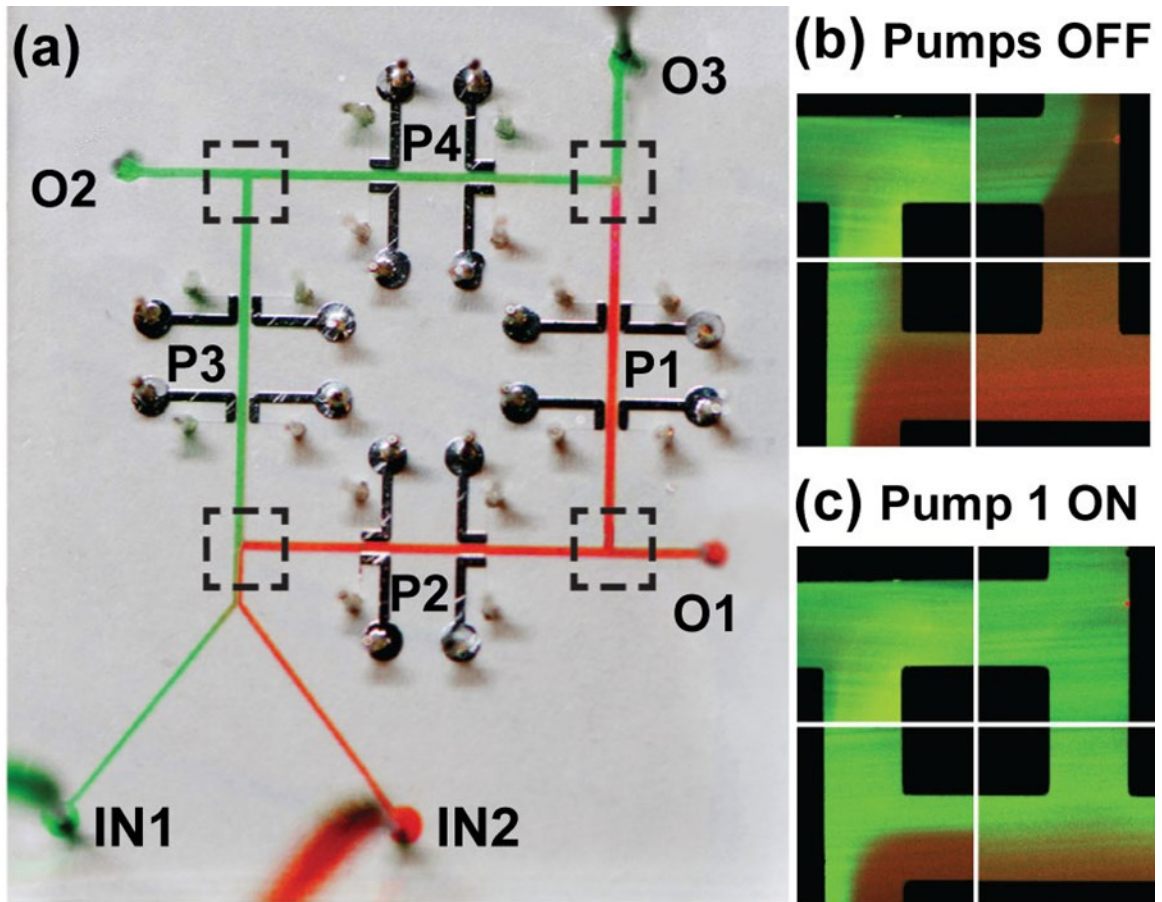 (a)
O3
P4
O2
P3
P1
P2
O1
IN1
IN2
(b) Pumps OFF
(c) Pump 1 ON